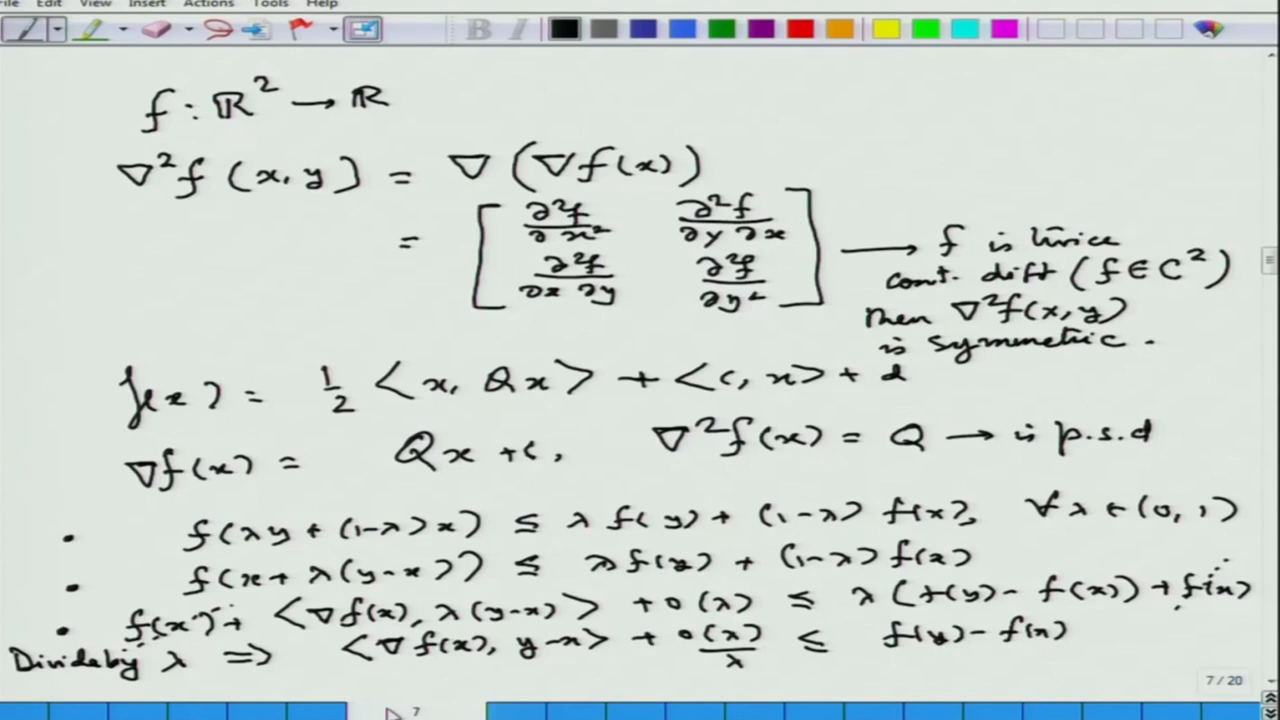 File Edit View Insert Actions Tools Help
B I
f : ℝ² → ℝ
∇²f (x, y) = ∇ (∇f(x))
= [ ∂²f/∂x² ∂²f/∂y ∂x
∂²f/∂x ∂y ∂²f/∂y² ] → f is twice
cont. diff (f ∈ C²)
Then ∇²f(x, y)
is symmetric.
f(x) = 1/2 <x, Qx> + <c, x> + d
∇f(x) = Qx + c, ∇²f(x) = Q → is p.s.d
• f(λy + (1-λ)x) ≤ λ f(y) + (1-λ) f(x), ∀ λ ∈ (0, 1)
• f(x + λ(y-x)) ≤ λ f(y) + (1-λ) f(x)
• f(x) + <∇f(x), λ(y-x)> + o(λ) ≤ λ (f(y) - f(x)) + f(x)
Divide by λ ⇒ <∇f(x), y-x> + o(λ)/λ ≤ f(y) - f(x)
7 / 20
7